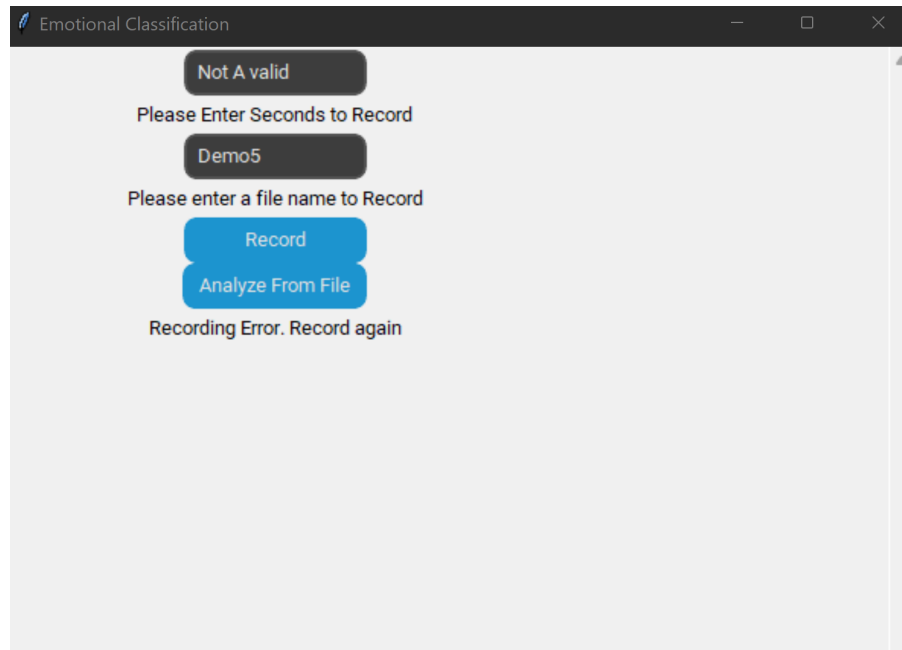 Emotional Classification
Not A valid
Please Enter Seconds to Record
Demo5
Please enter a file name to Record
Record
Analyze From File
Recording Error. Record again